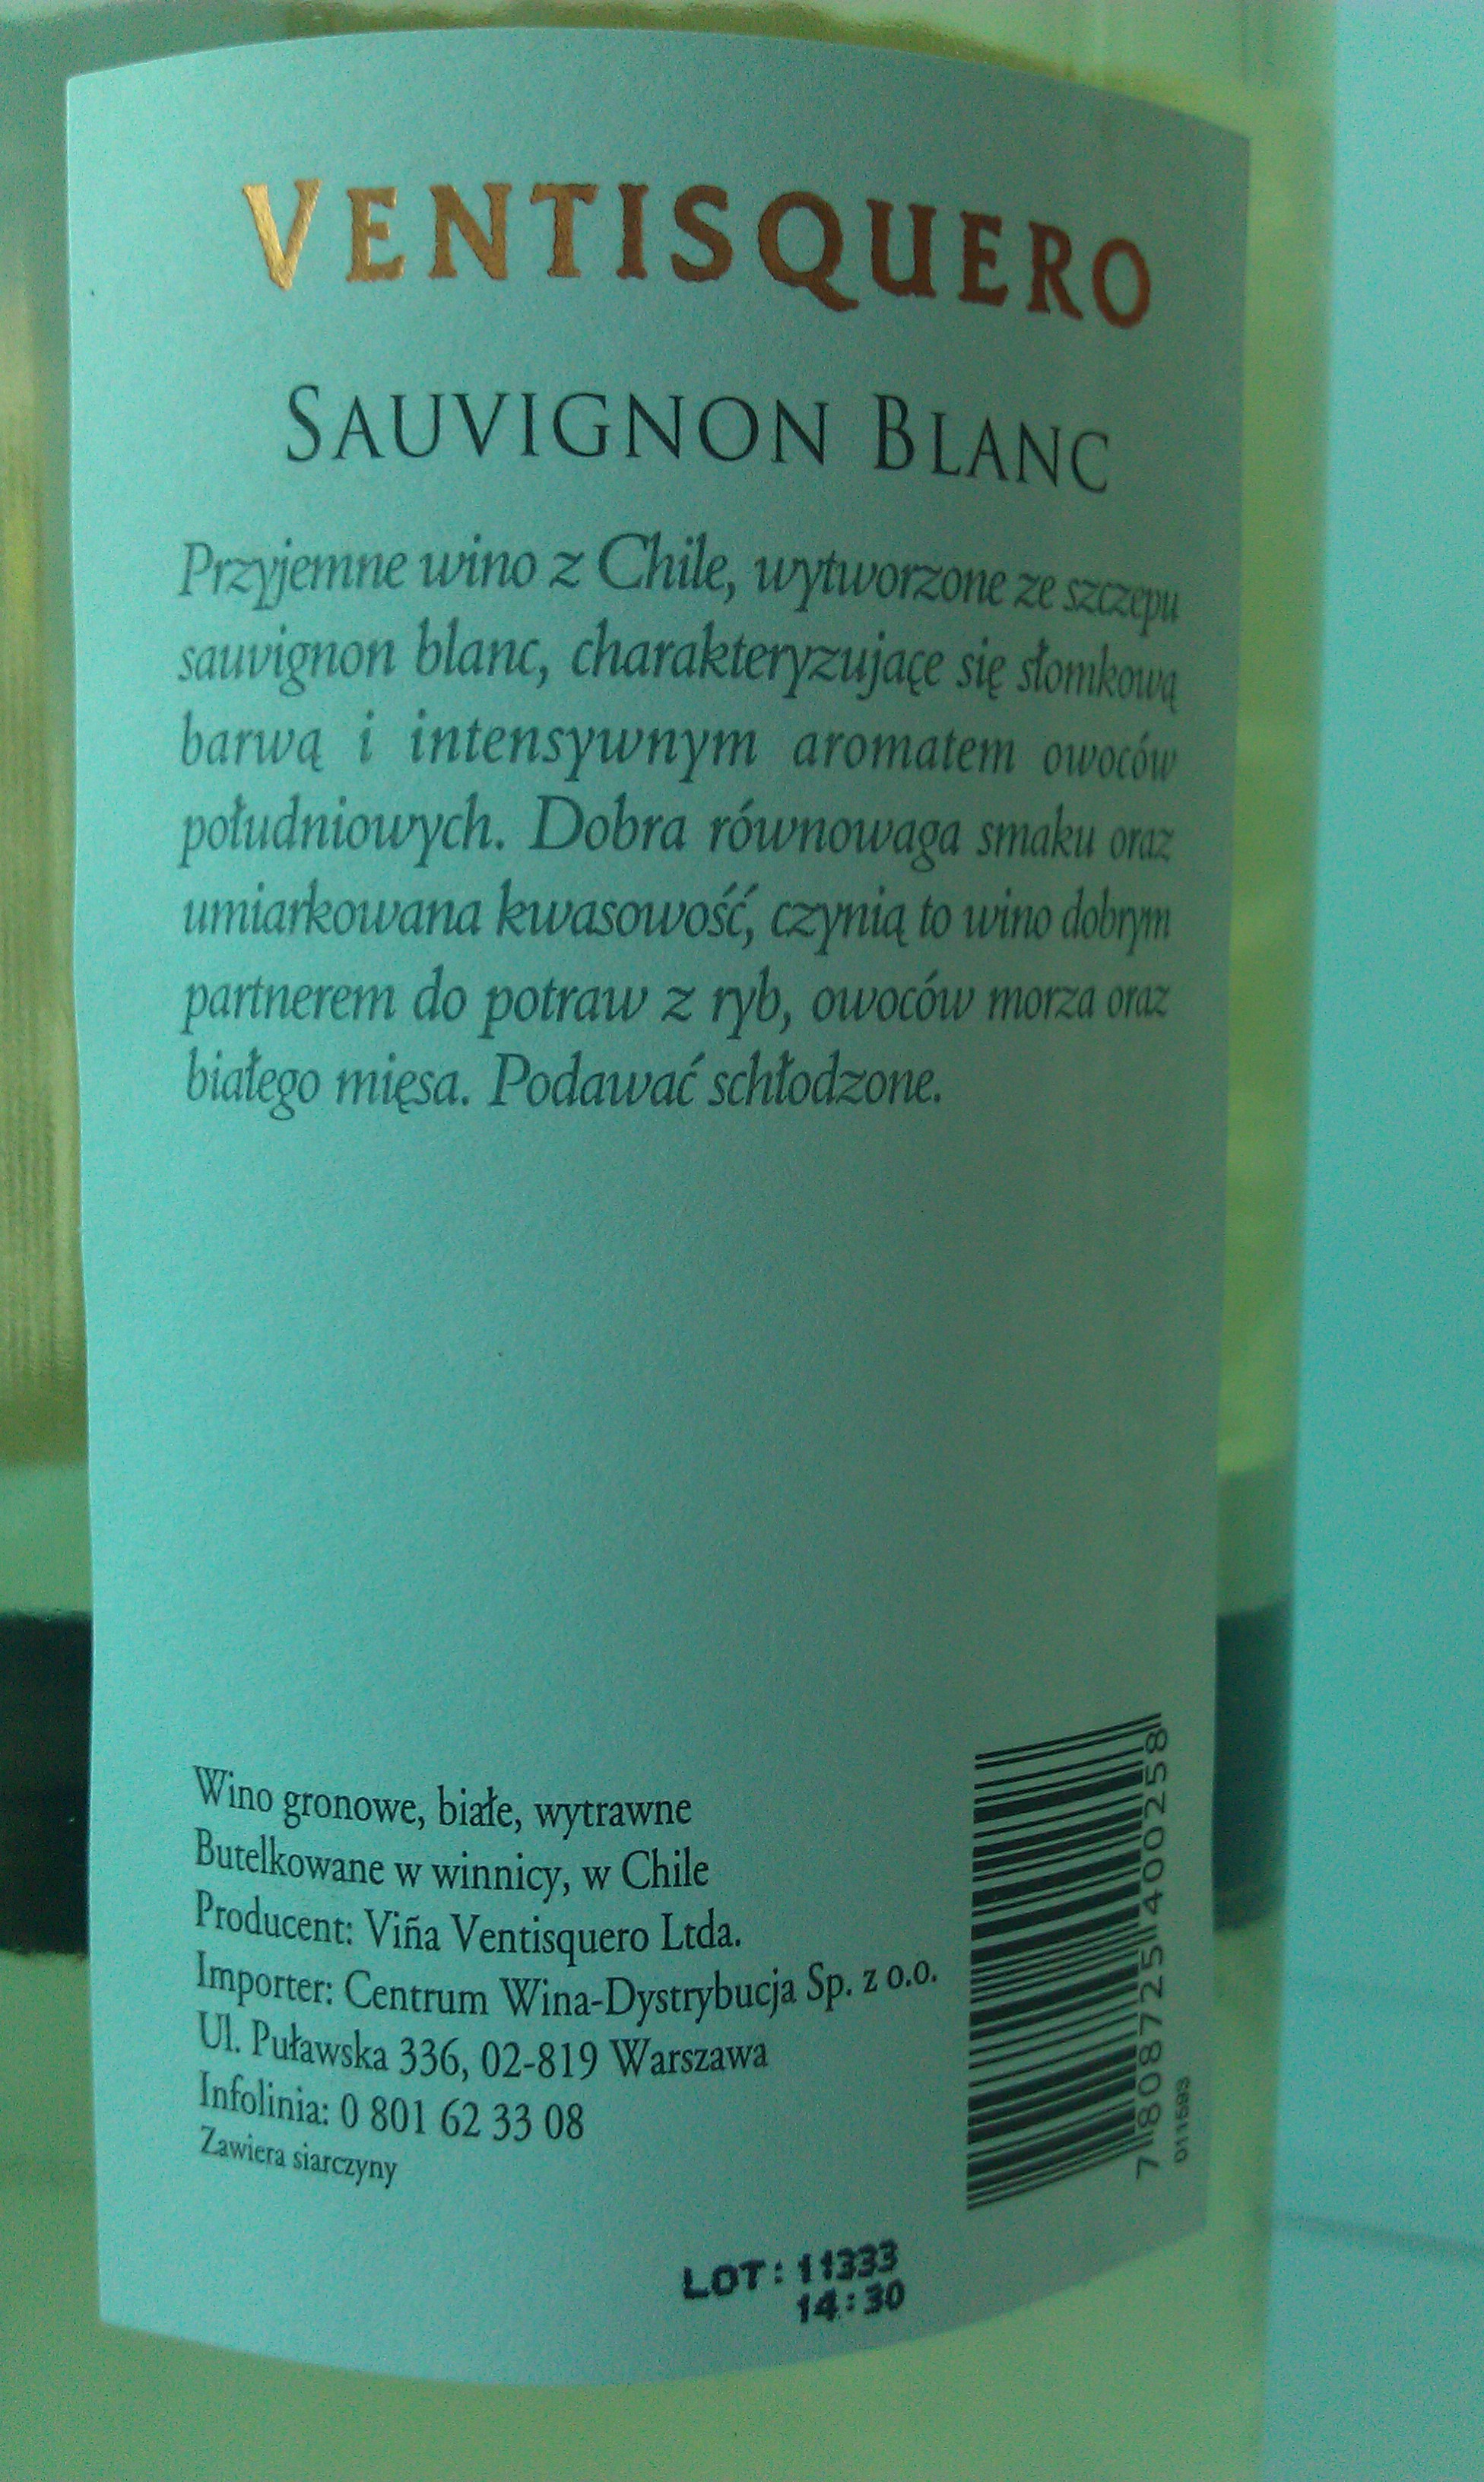 VENTISQUERO
SAUVIGNON BLANC
Przyjemne wino z Chile, wytworzone ze szczepu
sauvignon blanc, charakteryzujące się słomkową
barwą i intensywnym aromatem owoców
południowych. Dobra równowaga smaku oraz
umiarkowana kwasowość, czynią to wino dobrym
partnerem do potraw z ryb, owoców morza oraz
białego mięsa. Podawać schłodzone.
Wino gronowe, białe, wytrawne
Butelkowane w winnicy, w Chile
Producent: Viña Ventisquero Ltda.
Importer: Centrum Wina-Dystrybucja Sp. z o.o.
Ul. Puławska 336, 02-819 Warszawa
Infolinia: 0 801 62 33 08
Zawiera siarczyny
7 808725 400258
011593
LOT: 11333
14:30